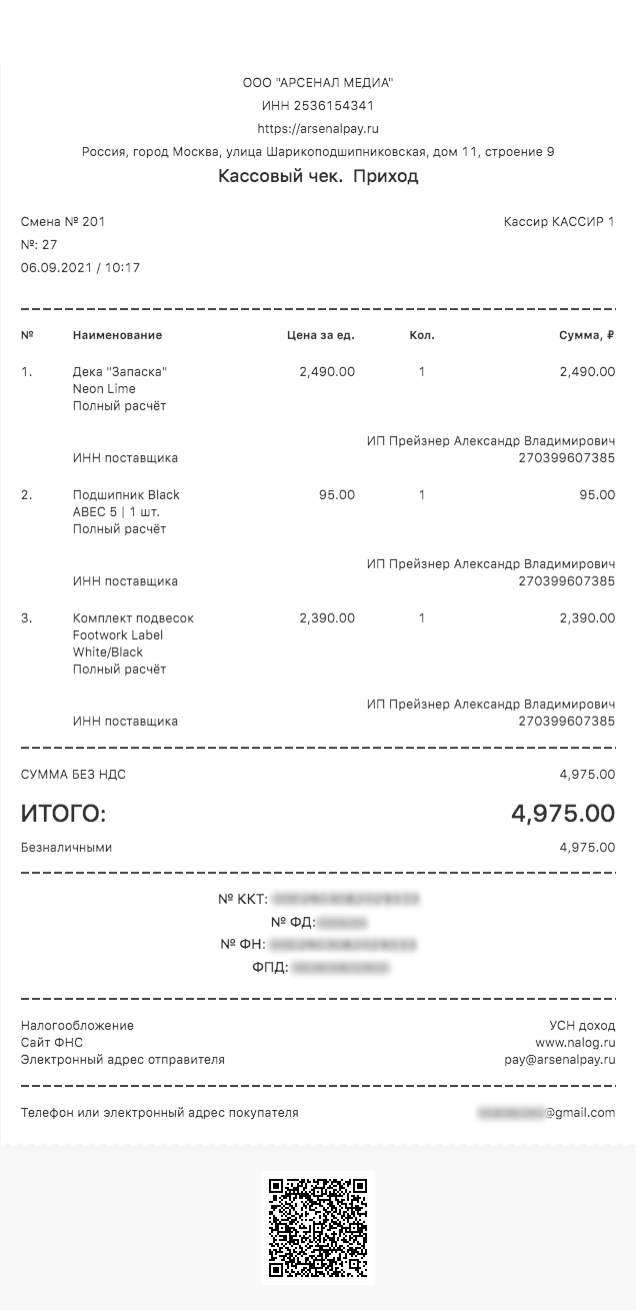 ООО "АРСЕНАЛ МЕДИА"
ИНН 2536154341
https://arsenalpay.ru
Россия, город Москва, улица Шарикоподшипниковская, дом 11, строение 9
Кассовый чек. Приход
Смена № 201 Кассир КАССИР 1
№: 27
06.09.2021 / 10:17
№ Наименование Цена за ед. Кол. Сумма, ₽
1. Дека "Запаска" 2,490.00 1 2,490.00
Neon Lime
Полный расчёт
ИП Прейзнер Александр Владимирович
ИНН поставщика 270399607385
2. Подшипник Black 95.00 1 95.00
ABEC 5 | 1 шт.
Полный расчёт
ИП Прейзнер Александр Владимирович
ИНН поставщика 270399607385
3. Комплект подвесок 2,390.00 1 2,390.00
Footwork Label
White/Black
Полный расчёт
ИП Прейзнер Александр Владимирович
ИНН поставщика 270399607385
СУММА БЕЗ НДС 4,975.00
ИТОГО: 4,975.00
Безналичными 4,975.00
№ ККТ:
№ ФД:
№ ФН:
ФПД:
Налогообложение УСН доход
Сайт ФНС www.nalog.ru
Электронный адрес отправителя pay@arsenalpay.ru
Телефон или электронный адрес покупателя @gmail.com